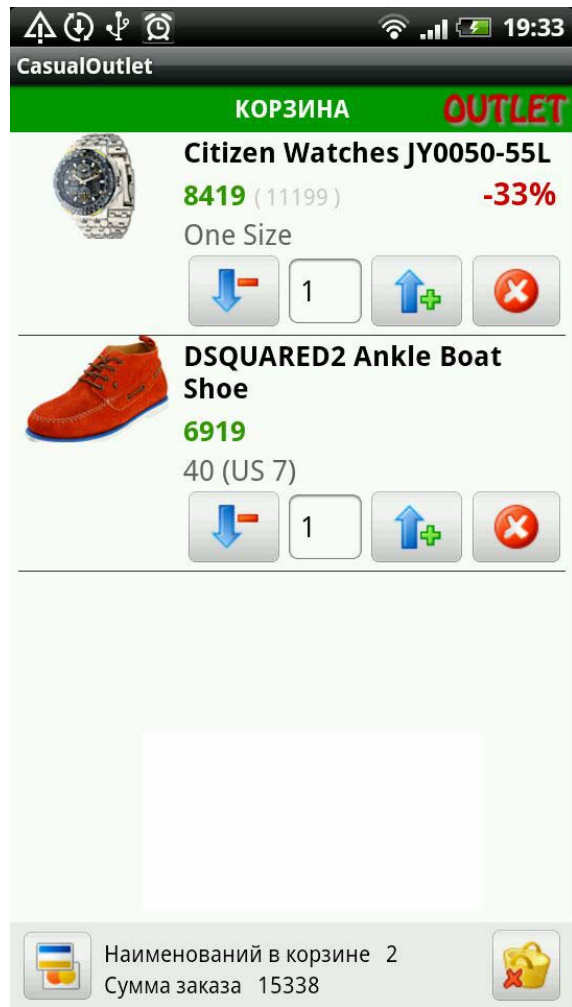 19:33
CasualOutlet
КОРЗИНА OUTLET
Citizen Watches JY0050-55L
8419 ( 11199 ) -33%
One Size
1
DSQUARED2 Ankle Boat
Shoe
6919
40 (US 7)
1
Наименований в корзине 2
Сумма заказа 15338